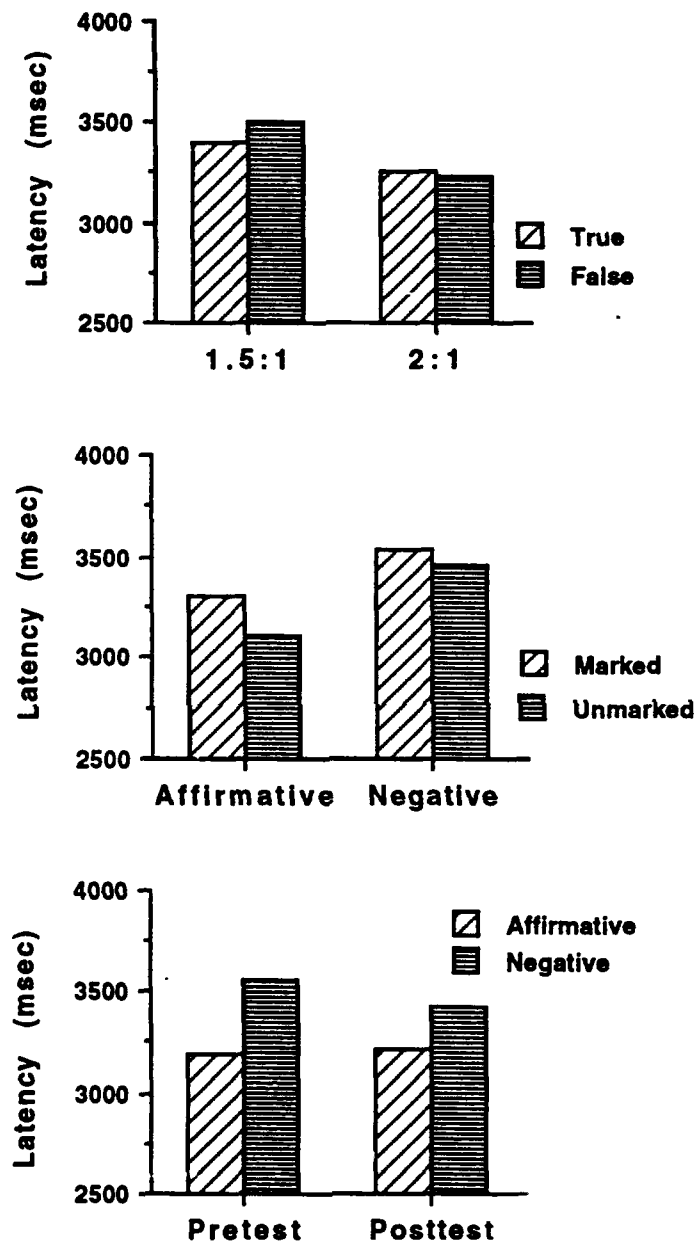 4000
3500
3000
2500
Latency (msec)
True
False
1.5:1 2:1
4000
3500
3000
2500
Latency (msec)
Marked
Unmarked
Affirmative Negative
4000
3500
3000
2500
Latency (msec)
Affirmative
Negative
Pretest Posttest